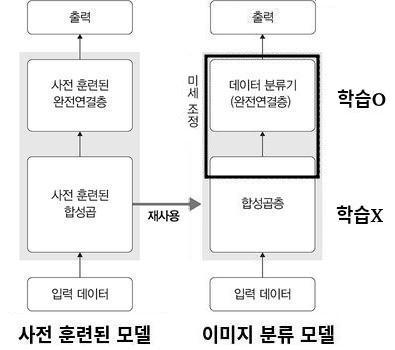 출력
사전 훈련된
완전연결층
사전 훈련된
합성곱
입력 데이터
사전 훈련된 모델
재사용
출력
미세 조정
데이터 분류기
(완전연결층)
학습O
합성곱층
학습X
입력 데이터
이미지 분류 모델